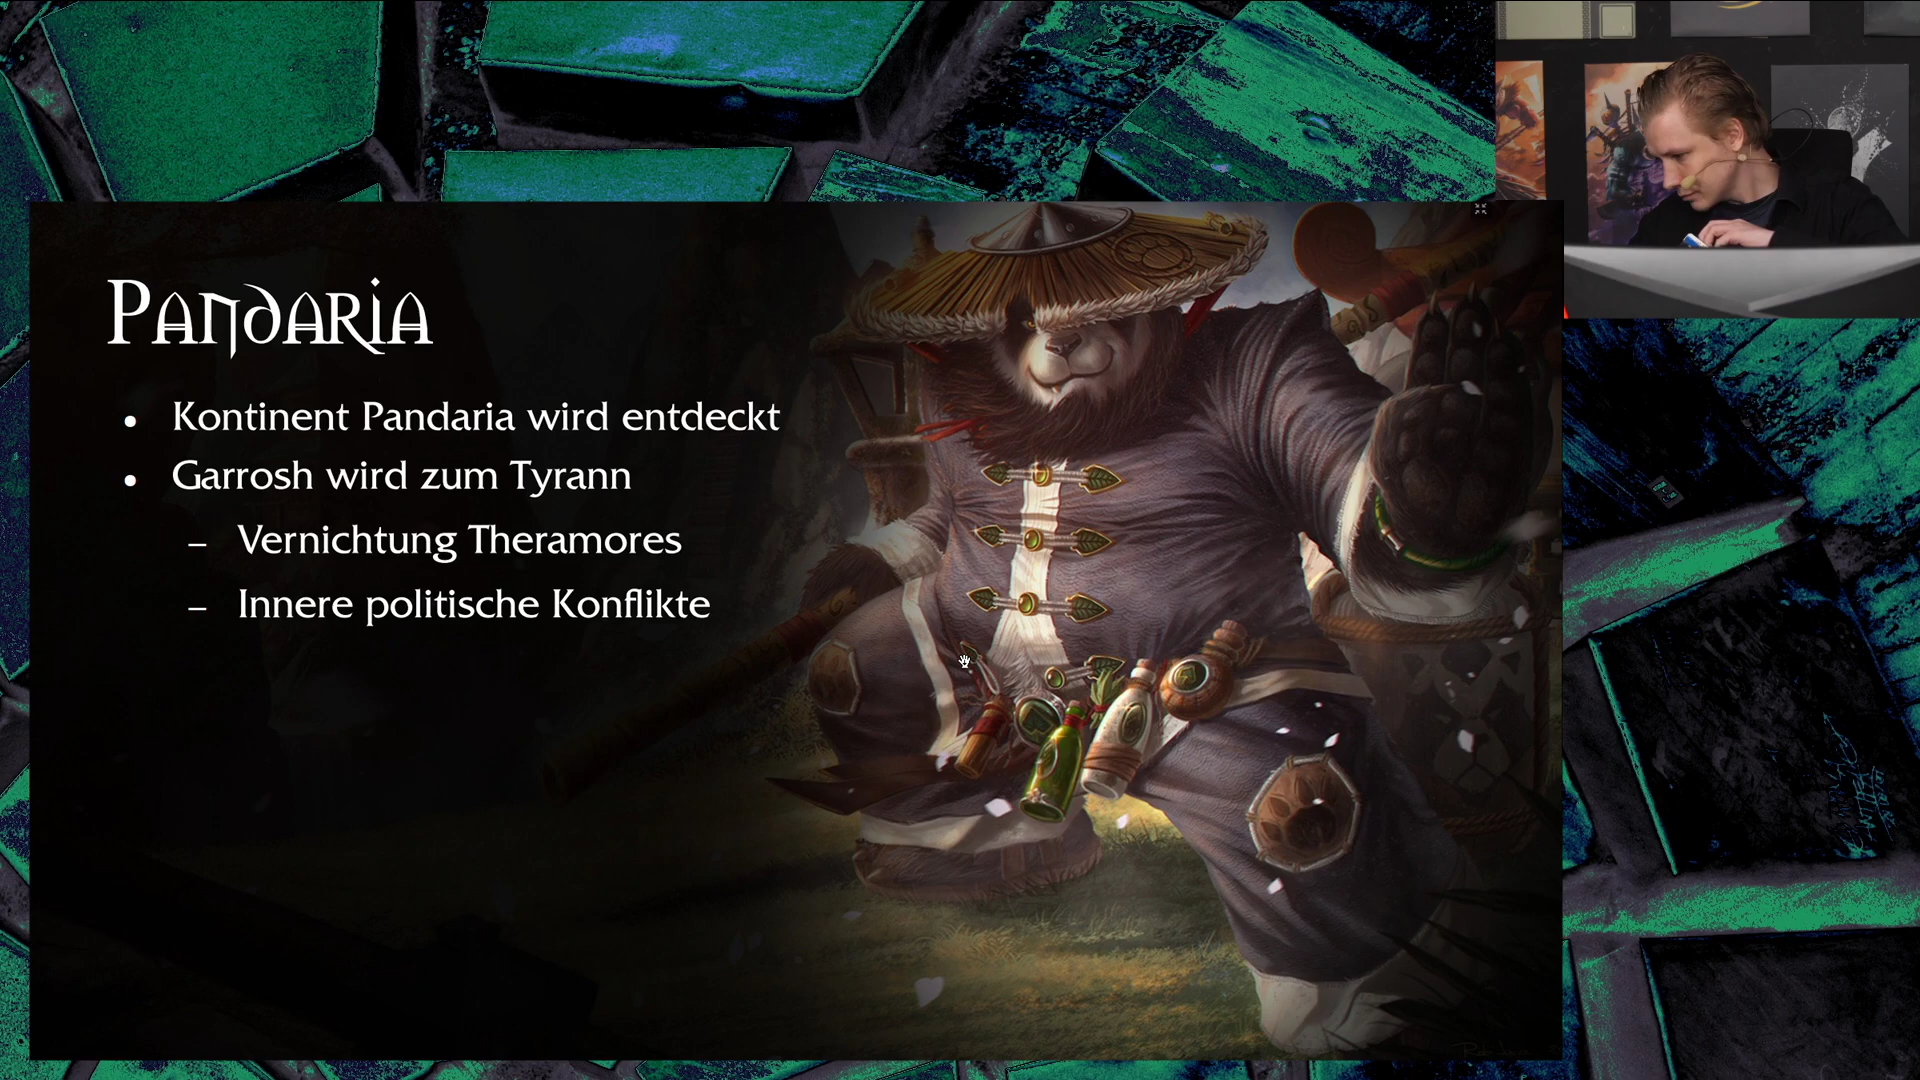 Pandaria
• Kontinent Pandaria wird entdeckt
• Garrosh wird zum Tyrann
– Vernichtung Theramores
– Innere politische Konflikte